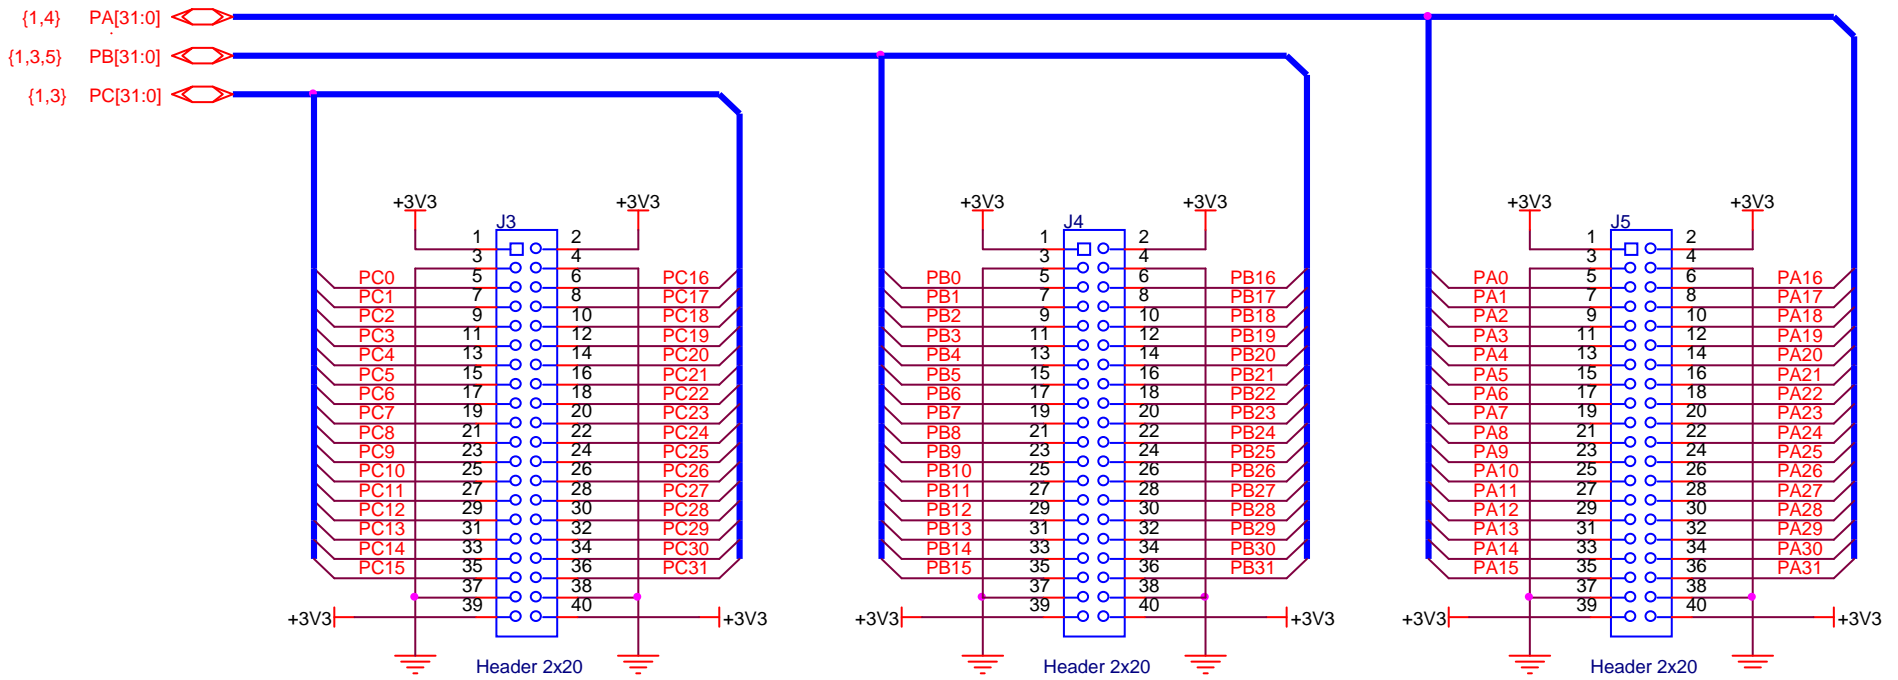 {1,4} PA[31:0]
{1,3,5} PB[31:0]
{1,3} PC[31:0]
+3V3 +3V3 +3V3 +3V3 +3V3 +3V3
J3 J4 J5
1 2 1 2 1 2
3 4 3 4 3 4
PC0 5 6 PC16 PB0 5 6 PB16 PA0 5 6 PA16
PC1 7 8 PC17 PB1 7 8 PB17 PA1 7 8 PA17
PC2 9 10 PC18 PB2 9 10 PB18 PA2 9 10 PA18
PC3 11 12 PC19 PB3 11 12 PB19 PA3 11 12 PA19
PC4 13 14 PC20 PB4 13 14 PB20 PA4 13 14 PA20
PC5 15 16 PC21 PB5 15 16 PB21 PA5 15 16 PA21
PC6 17 18 PC22 PB6 17 18 PB22 PA6 17 18 PA22
PC7 19 20 PC23 PB7 19 20 PB23 PA7 19 20 PA23
PC8 21 22 PC24 PB8 21 22 PB24 PA8 21 22 PA24
PC9 23 24 PC25 PB9 23 24 PB25 PA9 23 24 PA25
PC10 25 26 PC26 PB10 25 26 PB26 PA10 25 26 PA26
PC11 27 28 PC27 PB11 27 28 PB27 PA11 27 28 PA27
PC12 29 30 PC28 PB12 29 30 PB28 PA12 29 30 PA28
PC13 31 32 PC29 PB13 31 32 PB29 PA13 31 32 PA29
PC14 33 34 PC30 PB14 33 34 PB30 PA14 33 34 PA30
PC15 35 36 PC31 PB15 35 36 PB31 PA15 35 36 PA31
37 38 37 38 37 38
39 40 39 40 39 40
+3V3 +3V3 +3V3 +3V3 +3V3 +3V3
Header 2x20 Header 2x20 Header 2x20